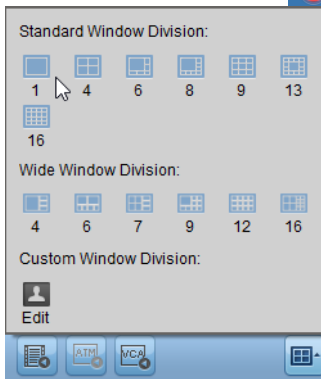 Standard Window Division:
1 4 6 8 9 13
16
Wide Window Division:
4 6 7 9 12 16
Custom Window Division:
Edit
ATM VCA